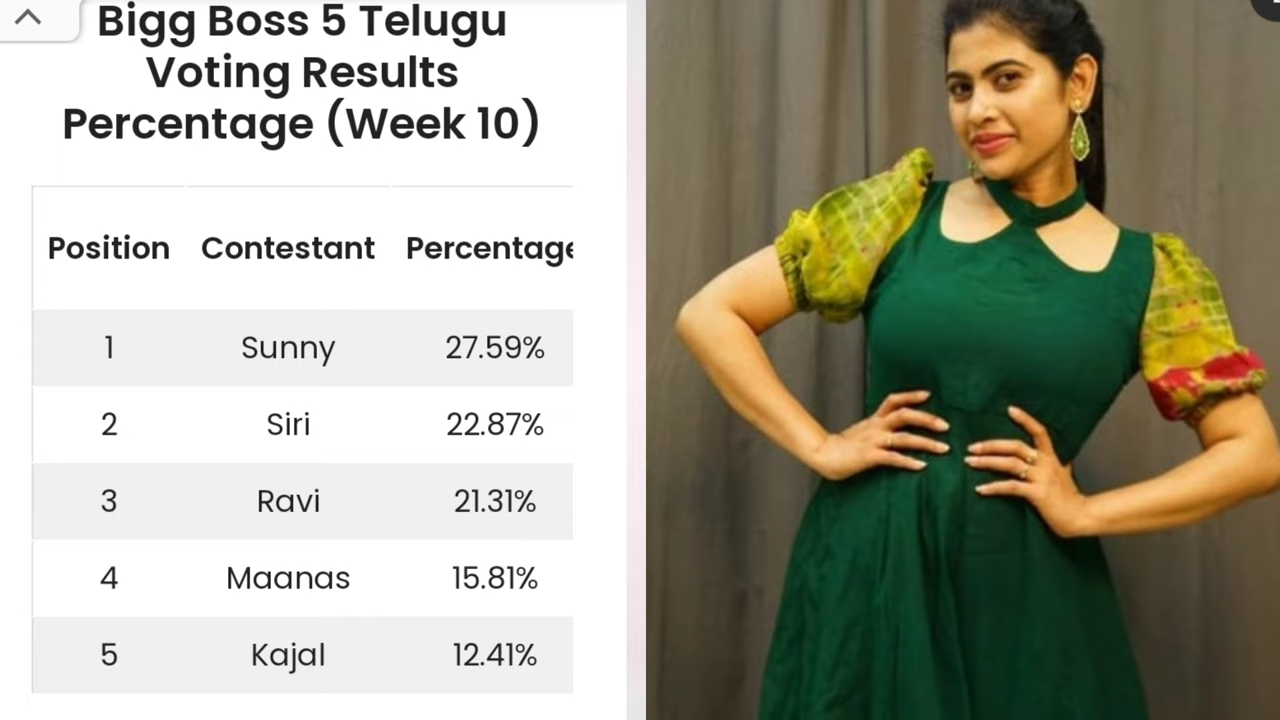 Bigg Boss 5 Telugu
Voting Results
Percentage (Week 10)
Position Contestant Percentage
1 Sunny 27.59%
2 Siri 22.87%
3 Ravi 21.31%
4 Maanas 15.81%
5 Kajal 12.41%